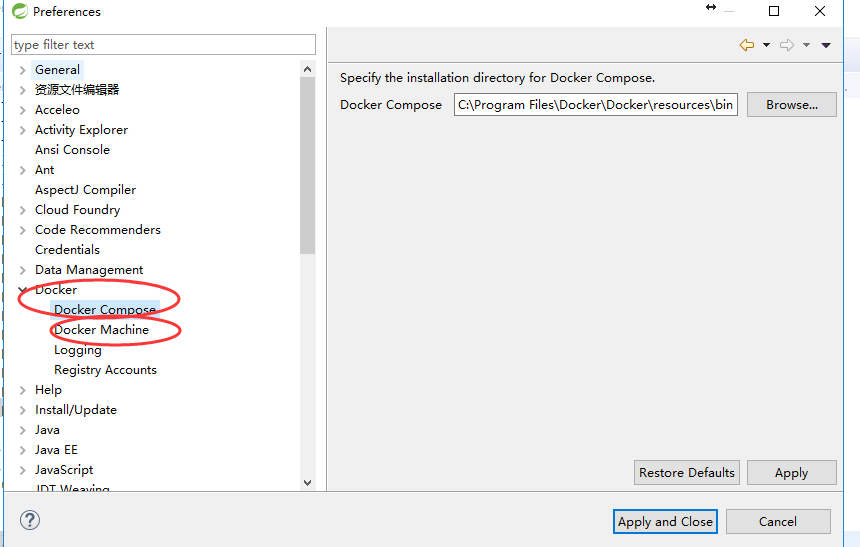 Preferences
type filter text
General
资源文件编辑器
Acceleo
Activity Explorer
Ansi Console
Ant
AspectJ Compiler
Cloud Foundry
Code Recommenders
Credentials
Data Management
Docker
Docker Compose
Docker Machine
Logging
Registry Accounts
Help
Install/Update
Java
Java EE
JavaScript
JDT Weaving
Specify the installation directory for Docker Compose.
Docker Compose C:\Program Files\Docker\Docker\resources\bin Browse...
Restore Defaults Apply
? Apply and Close Cancel